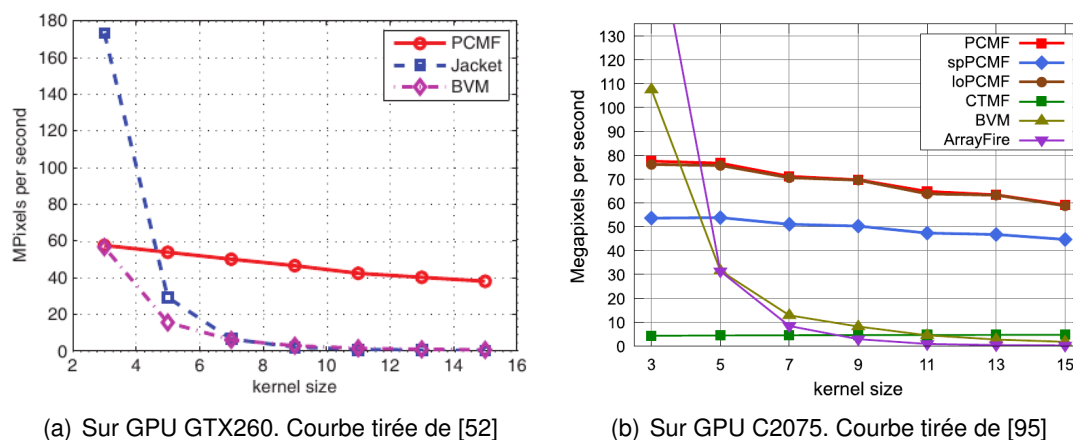 180
160
140
120
100
80
60
40
20
0
MPixels per second
2 4 6 8 10 12 14 16
kernel size
PCMF
Jacket
BVM
(a) Sur GPU GTX260. Courbe tirée de [52]
130
120
110
100
90
80
70
60
50
40
30
20
10
0
Megapixels per second
3 5 7 9 11 13 15
kernel size
PCMF
spPCMF
loPCMF
CTMF
BVM
ArrayFire
(b) Sur GPU C2075. Courbe tirée de [95]